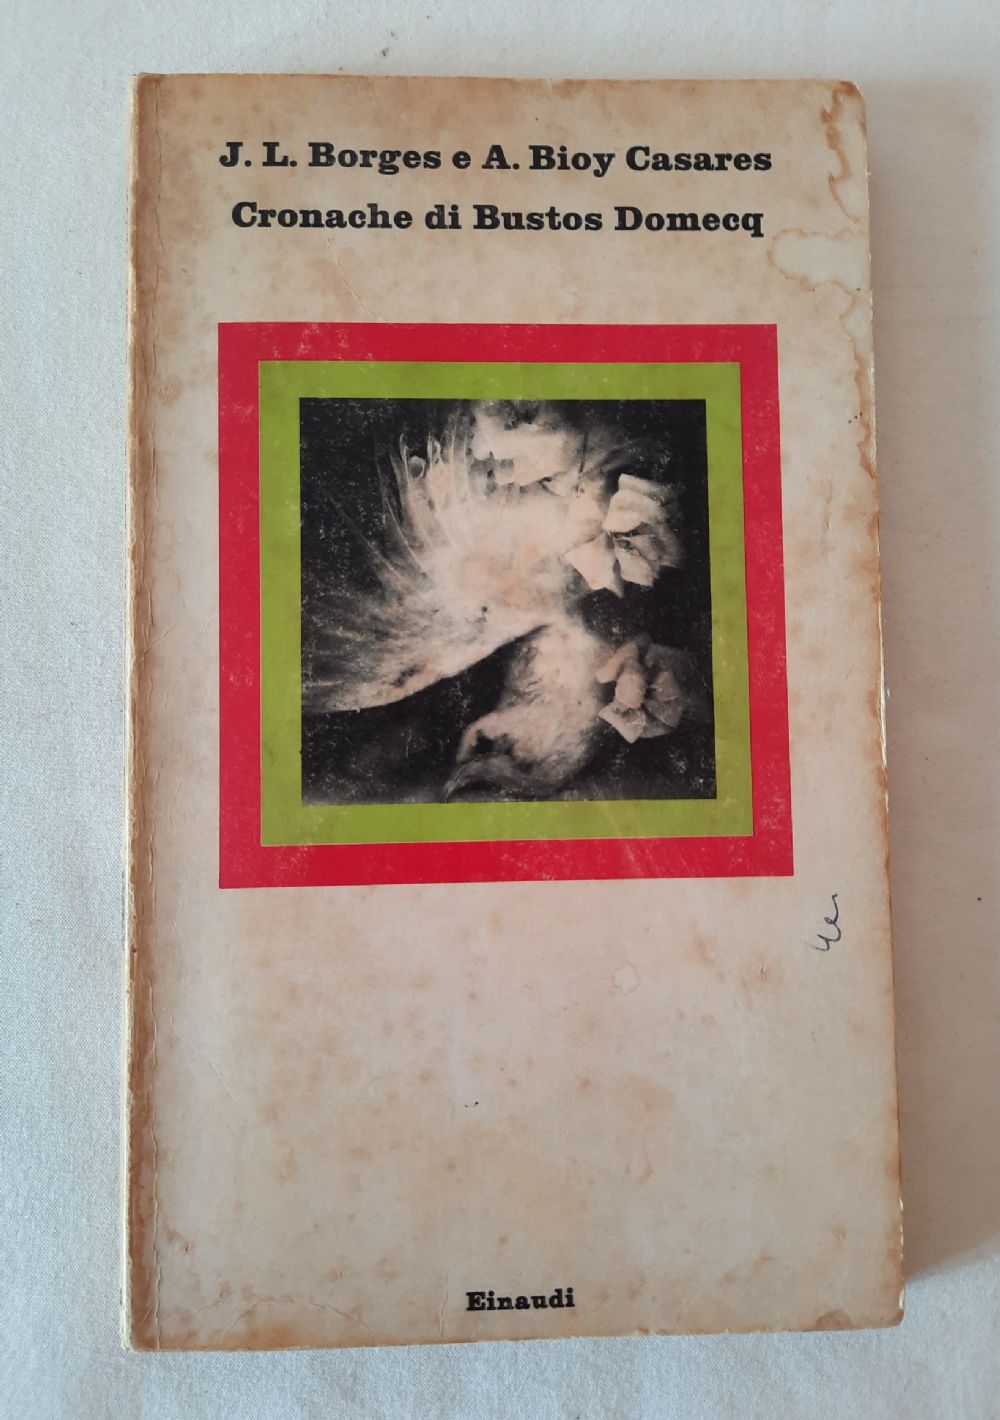 J. L. Borges e A. Bioy Casares
Cronache di Bustos Domecq
Einaudi